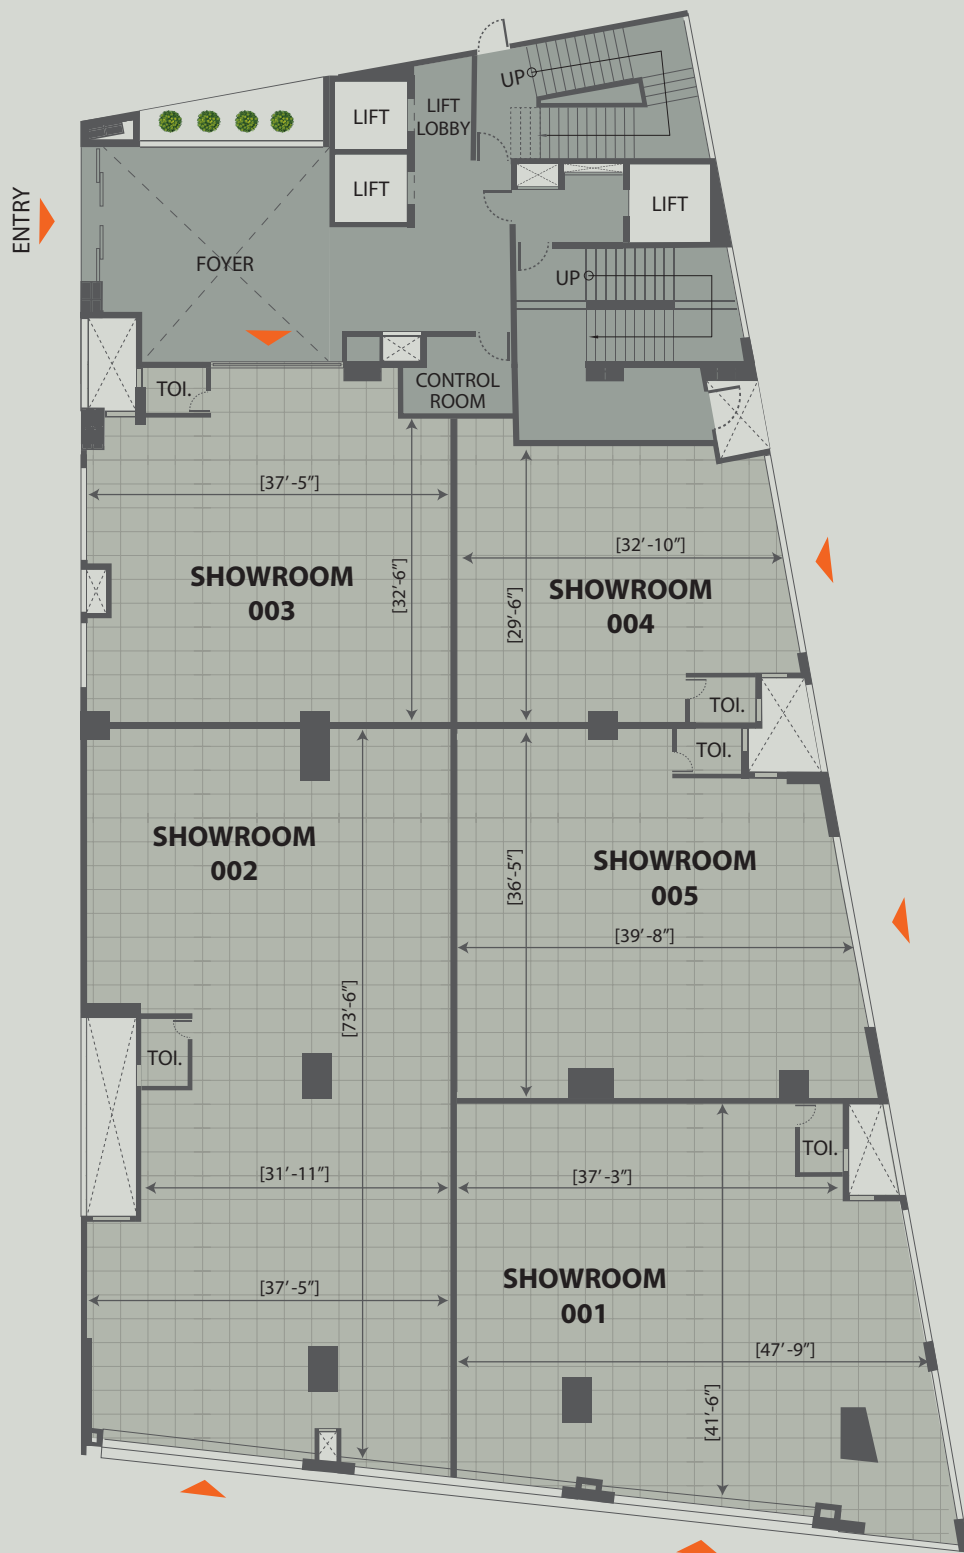 UP
LIFT
LIFT
LOBBY
LIFT
LIFT
ENTRY
FOYER
UP
TOI.
CONTROL
ROOM
[37'-5"]
[32'-10"]
[32'-6"]
[29'-6"]
SHOWROOM
003
SHOWROOM
004
TOI.
TOI.
SHOWROOM
002
SHOWROOM
005
[36'-5"]
[39'-8"]
[73'-6"]
TOI.
TOI.
[31'-11"]
[37'-3"]
SHOWROOM
001
[37'-5"]
[47'-9"]
[41'-6"]